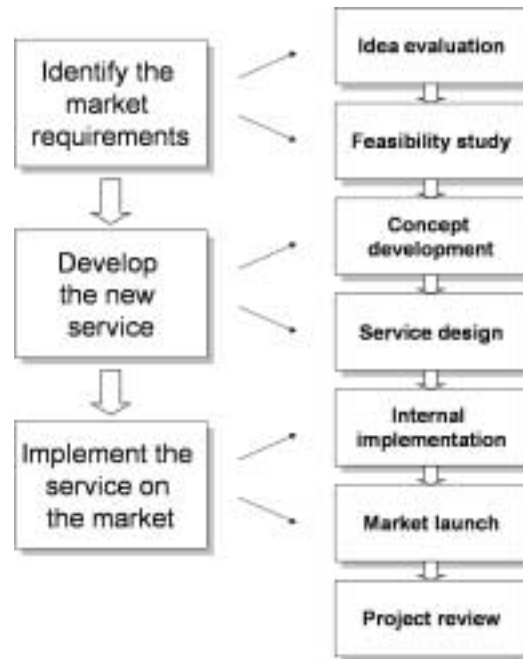 Identify the
market
requirements
Develop
the new
service
Implement the
service on
the market
Idea evaluation
Feasibility study
Concept
development
Service design
Internal
implementation
Market launch
Project review